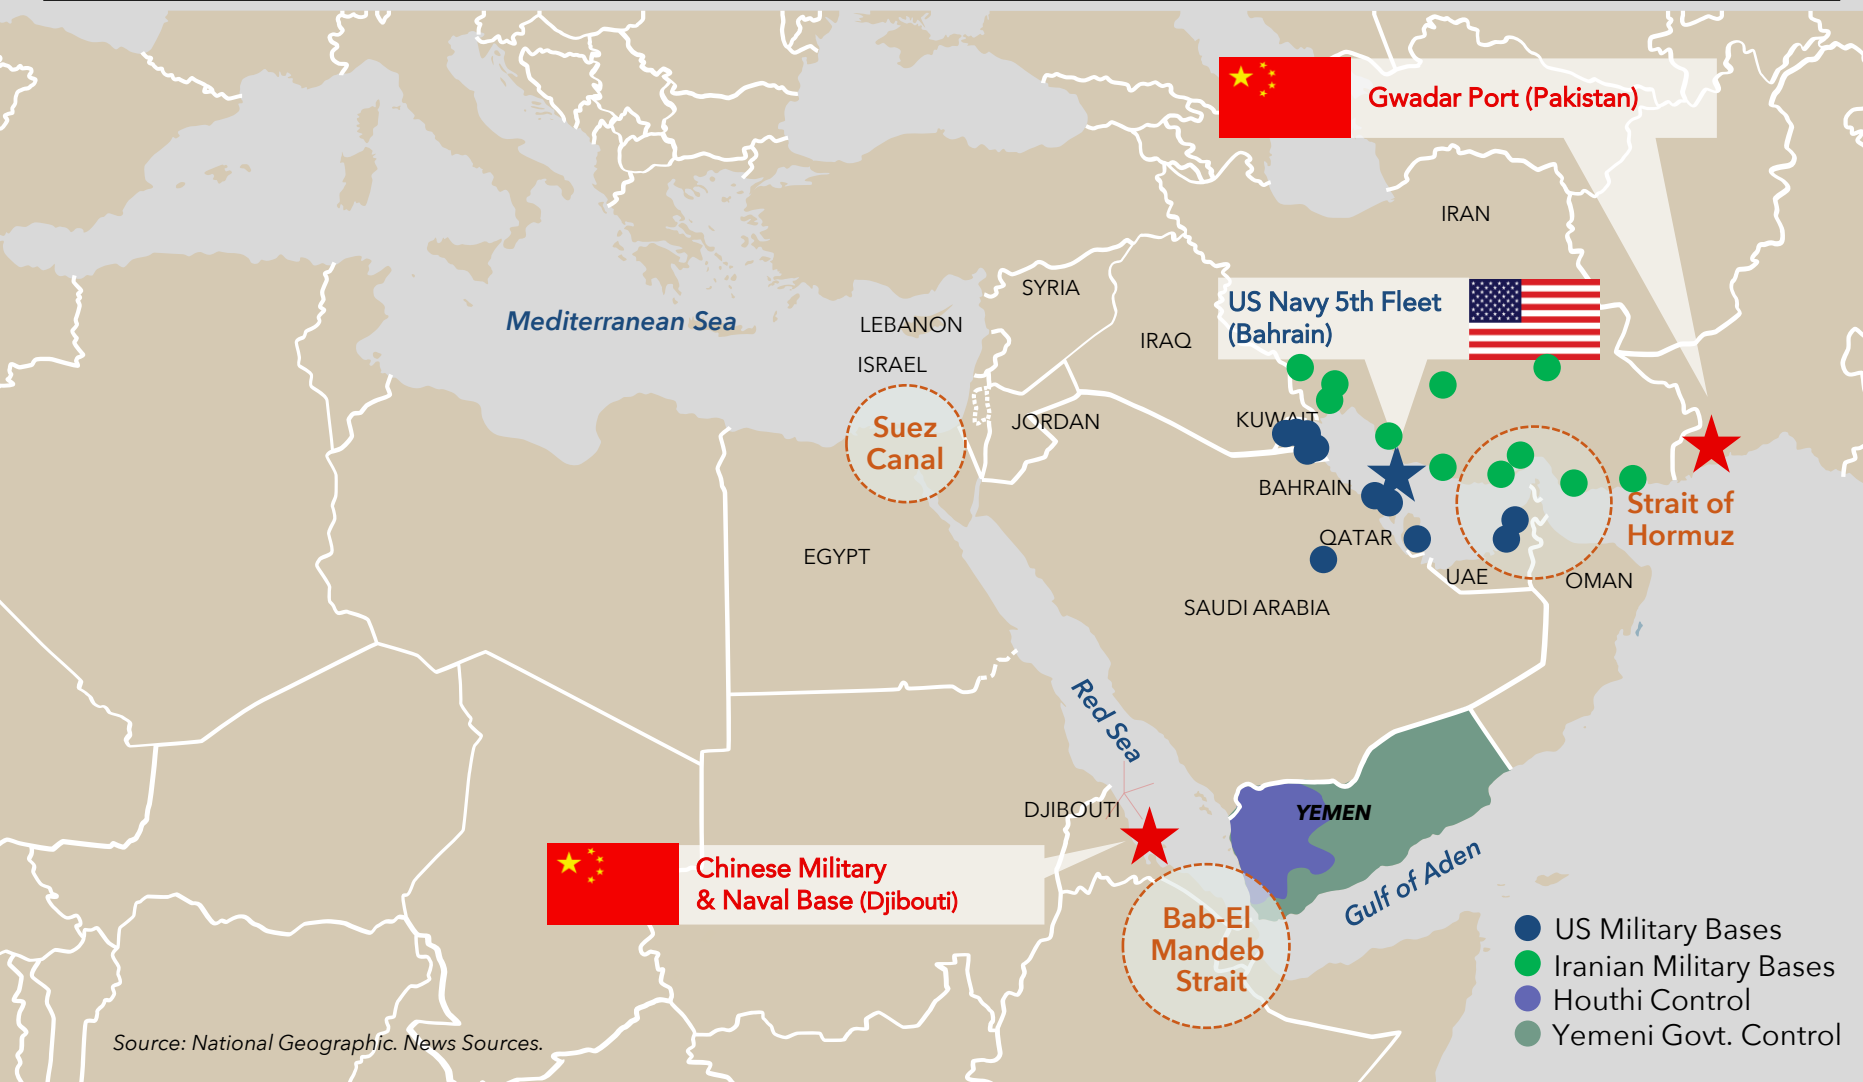 Gwadar Port (Pakistan)
IRAN
SYRIA
US Navy 5th Fleet
(Bahrain)
Mediterranean Sea
LEBANON
IRAQ
ISRAEL
KUWAIT
JORDAN
Suez
Canal
BAHRAIN
Strait of
Hormuz
QATAR
EGYPT
UAE
OMAN
SAUDI ARABIA
Red Sea
DJIBOUTI
YEMEN
Chinese Military
& Naval Base (Djibouti)
Gulf of Aden
Bab-El
Mandeb
Strait
US Military Bases
Iranian Military Bases
Houthi Control
Yemeni Govt. Control
Source: National Geographic. News Sources.